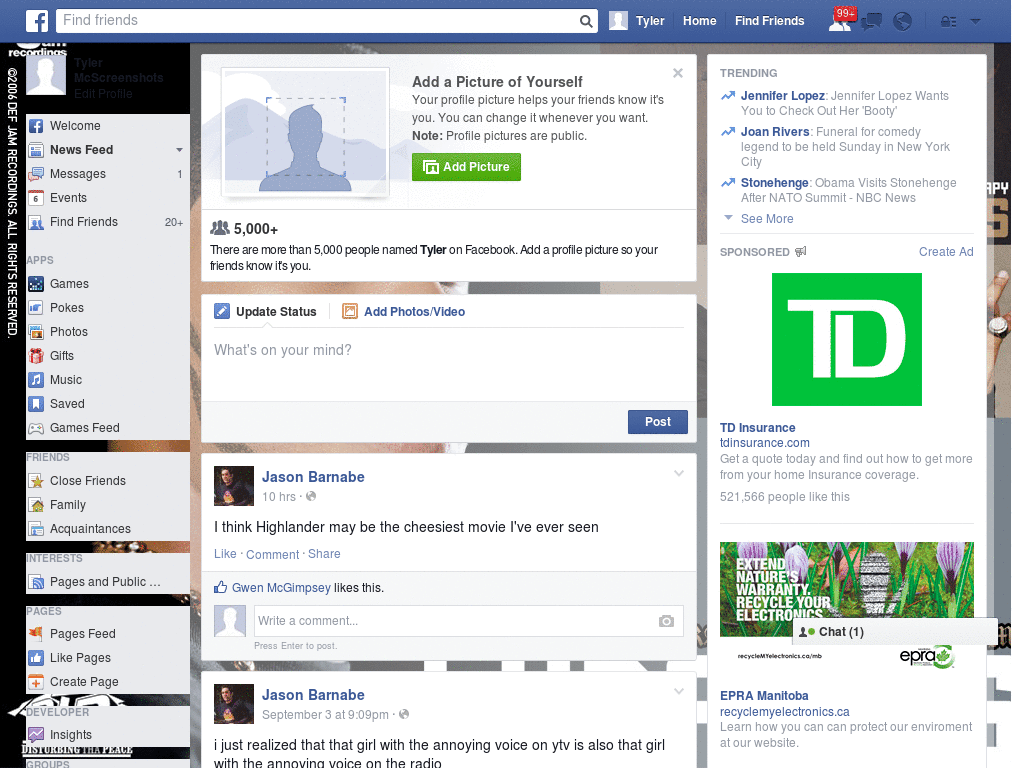 Find friends
Tyler
Home
Find Friends
99+
recordings
©2006 DEF JAM RECORDINGS. ALL RIGHTS RESERVED.
Tyler
McScreenshots
Edit Profile
Welcome
News Feed
Messages 1
6 Events
Find Friends 20+
APPS
Games
Pokes
Photos
Gifts
Music
Saved
Games Feed
FRIENDS
Close Friends
Family
Acquaintances
INTERESTS
Pages and Public ...
PAGES
Pages Feed
Like Pages
Create Page
DEVELOPER
Insights
DISTURBING THA PEACE
GROUPS
Add a Picture of Yourself
Your profile picture helps your friends know it's
you. You can change it whenever you want.
Note: Profile pictures are public.
Add Picture
5,000+
There are more than 5,000 people named Tyler on Facebook. Add a profile picture so your
friends know it's you.
Update Status
Add Photos/Video
What's on your mind?
Post
Jason Barnabe
10 hrs ·
I think Highlander may be the cheesiest movie I've ever seen
Like · Comment · Share
Gwen McGimpsey likes this.
Write a comment...
Press Enter to post.
Jason Barnabe
September 3 at 9:09pm ·
i just realized that that girl with the annoying voice on ytv is also that girl
with the annoying voice on the radio
TRENDING
Jennifer Lopez: Jennifer Lopez Wants
You to Check Out Her 'Booty'
Joan Rivers: Funeral for comedy
legend to be held Sunday in New York
City
Stonehenge: Obama Visits Stonehenge
After NATO Summit - NBC News
See More
SPONSORED
Create Ad
TD
TD Insurance
tdinsurance.com
Get a quote today and find out how to get more
from your home Insurance coverage.
521,566 people like this
EXTEND
NATURE'S
WARRANTY.
RECYCLE YOUR
ELECTRONICS.
Chat (1)
recycleMYelectronics.ca/mb
epra
EPRA Manitoba
recyclemyelectronics.ca
Learn how you can can protect our enviroment
at our website.